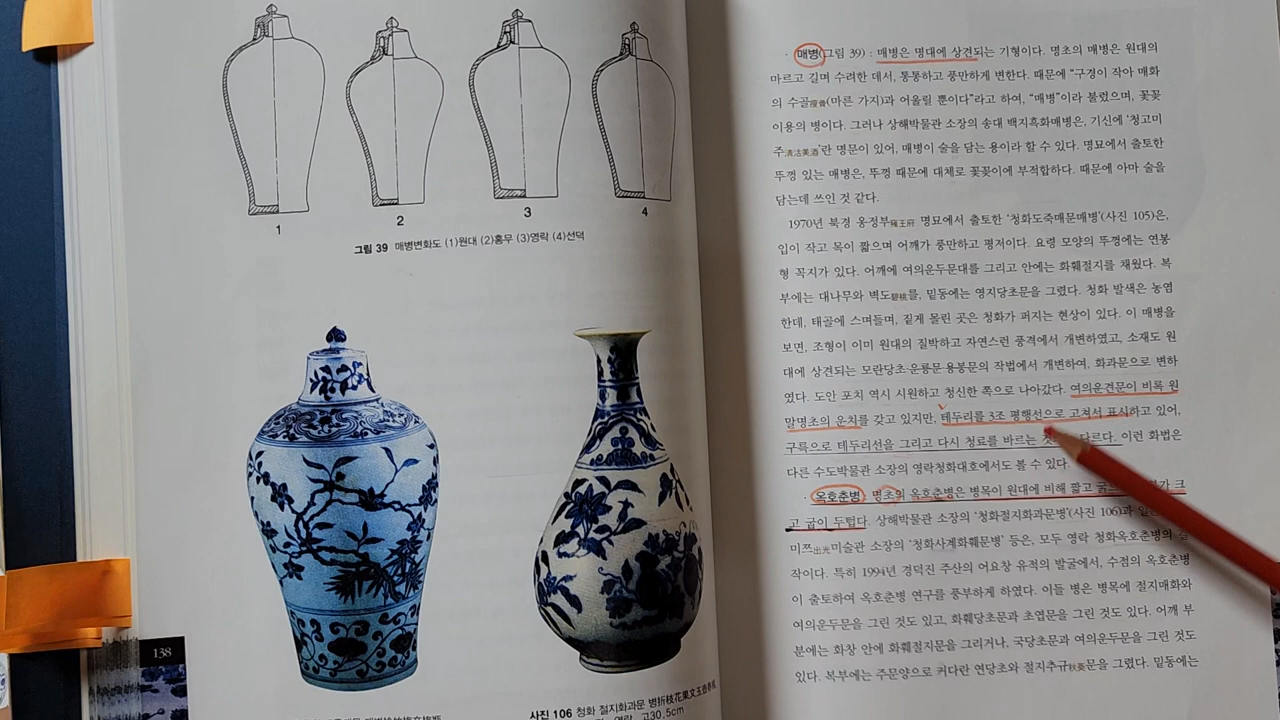 1
2
3
4
그림 39 매병변화도 (1)원대 (2)홍무 (3)영락 (4)선덕
138
사진 106 청화 절지화과문
고30.5cm
· 매병(그림 39) : 매병은 명대에 상견되는 기형이다. 명초의 매병은 원대의
마르고 길며 수려한 데서, 통통하고 풍만하게 변한다. 때문에 “구경이 작아 매화
의 수골瘦骨(마른 가지)과 어울릴 뿐이다”라고 하여, “매병”이라 불렀으며, 꽃꽂
이용의 병이다. 그러나 상해박물관 소장의 송대 백지흑화매병은, 기신에 ‘청고미
주淸沽美酒’란 명문이 있어, 매병이 술을 담는 용이라 할 수 있다. 명묘에서 출토한
뚜껑 있는 매병은, 뚜껑 때문에 대체로 꽃꽂이에 부적합하다. 때문에 아마 술을
담는데 쓰인 것 같다.
1970년 북경 옹정부雍王府 명묘에서 출토한 ‘청화도죽매문매병’(사진 105)은,
입이 작고 목이 짧으며 어깨가 풍만하고 평저이다. 요령 모양의 뚜껑에는 연봉
형 꼭지가 있다. 어깨에 여의운두문대를 그리고 안에는 화훼절지를 채웠다. 복
부에는 대나무와 벽도碧桃를, 밑동에는 영지당초문을 그렸다. 청화 발색은 농염
한데, 태골에 스며들며, 짙게 몰린 곳은 청화가 퍼지는 현상이 있다. 이 매병을
보면, 조형이 이미 원대의 질박하고 자연스런 풍격에서 개변하였고, 소재도 원
대에 상견되는 모란당초·운룡문·용봉문의 작법에서 개변하여, 화과문으로 변하
였다. 도안 포치 역시 시원하고 청신한 쪽으로 나아갔다. 여의운견문이 비록 원
말명초의 운치를 갖고 있지만, 테두리를 3조 평행선으로 고쳐서 표시하고 있어,
구륵으로 테두리선을 그리고 다시 청료를 바르는 다르다. 이런 화법은
다른 수도박물관 소장의 영락청화대호에서도 볼 수 있다.
· 옥호춘병 명초의 옥호춘병은 병목이 원대에 비해 짧고 가 크
고 굽이 두텁다. 상해박물관 소장의 ‘청화절지화과문병’(사진 106)과
미쯔出光미술관 소장의 ‘청화사계화훼문병’ 등은, 모두 영락 청화옥호춘병의
작이다. 특히 1994년 경덕진 주산의 어요창 유적의 발굴에서, 수점의 옥호춘병
이 출토하여 옥호춘병 연구를 풍부하게 하였다. 이들 병은 병목에 절지매화와
여의운두문을 그린 것도 있고, 화훼당초문과 초엽문을 그린 것도 있다. 어깨 부
분에는 화창 안에 화훼절지문을 그리거나, 국당초문과 여의운두문을 그린 것도
있다. 복부에는 주문양으로 커다란 연당초와 절지추규秋葵문을 그렸다. 밑동에는